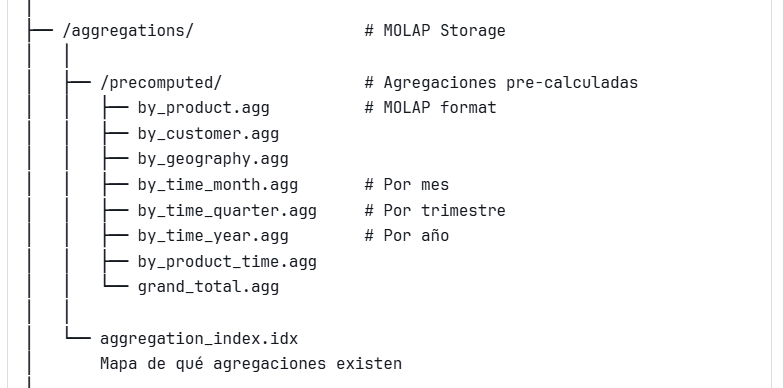 ├── /aggregations/                  # MOLAP Storage
│   │
│   ├── /precomputed/               # Agregaciones pre-calculadas
│   │   ├── by_product.agg          # MOLAP format
│   │   ├── by_customer.agg
│   │   ├── by_geography.agg
│   │   ├── by_time_month.agg       # Por mes
│   │   ├── by_time_quarter.agg     # Por trimestre
│   │   ├── by_time_year.agg        # Por año
│   │   ├── by_product_time.agg
│   │   └── grand_total.agg
│   │
│   └── aggregation_index.idx
│       Mapa de qué agregaciones existen